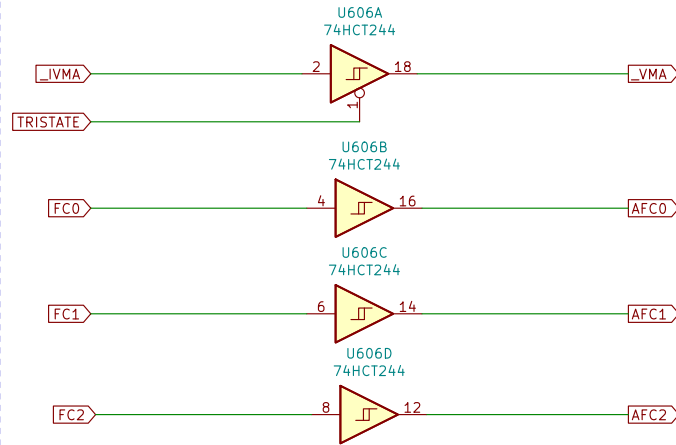 U606A
74HCT244
_IVMA 2 18 _VMA
TRISTATE 1
U606B
74HCT244
FC0 4 16 AFC0
U606C
74HCT244
FC1 6 14 AFC1
U606D
74HCT244
FC2 8 12 AFC2